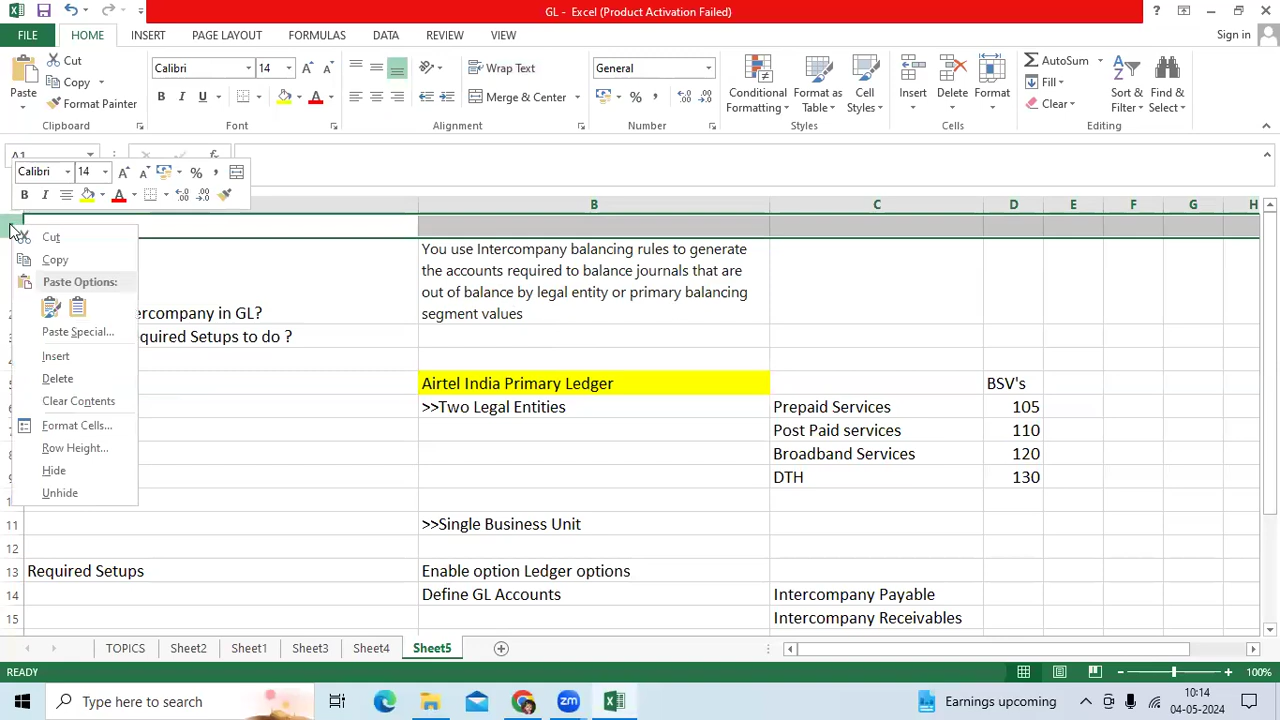 GL - Excel (Product Activation Failed)
?
FILE
HOME
INSERT
PAGE LAYOUT
FORMULAS
DATA
REVIEW
VIEW
Sign in
Paste
Cut
Copy
Format Painter
Clipboard
Calibri
14
B I U
A
Font
Wrap Text
Merge & Center
Alignment
General
%
,
Number
Conditional
Formatting
Format as
Table
Cell
Styles
Styles
Insert
Delete
Format
Cells
AutoSum
Fill
Clear
Sort &
Filter
Find &
Select
Editing
Calibri
14
%
,
B I
A
B
C
D
E
F
G
H
Cut
Copy
Paste Options:
Paste Special...
Insert
Delete
Clear Contents
Format Cells...
Row Height...
Hide
Unhide
You use Intercompany balancing rules to generate
the accounts required to balance journals that are
out of balance by legal entity or primary balancing
segment values
ercompany in GL?
quired Setups to do ?
Airtel India Primary Ledger
BSV's
>>Two Legal Entities
Prepaid Services
105
Post Paid services
110
Broadband Services
120
DTH
130
11
>>Single Business Unit
12
13
Required Setups
Enable option Ledger options
14
Define GL Accounts
Intercompany Payable
15
Intercompany Receivables
TOPICS
Sheet2
Sheet1
Sheet3
Sheet4
Sheet5
READY
100%
Type here to search
Earnings upcoming
10:14
04-05-2024